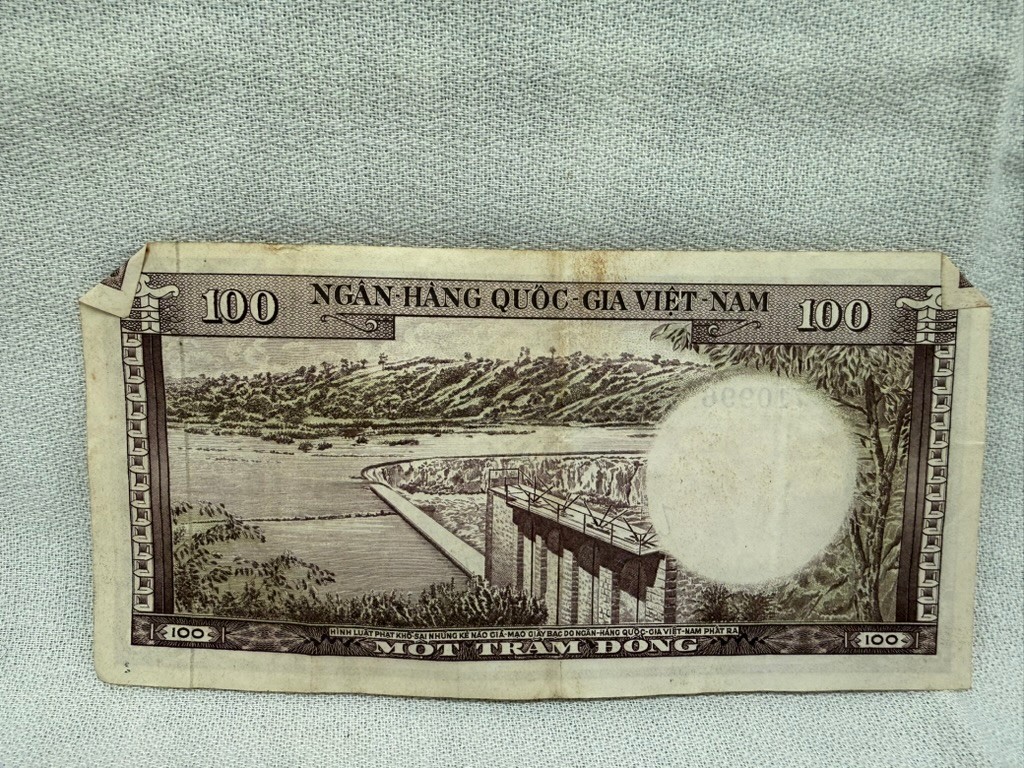 100 NGÂN-HÀNG QUỐC-GIA VIỆT-NAM 100
HÌNH LUẬT PHẠT KHỔ-SAI NHỮNG KẺ NÀO GIẢ-MẠO GIẤY BẠC DO NGÂN-HÀNG QUỐC-GIA VIỆT-NAM PHÁT RA
100 MỘT TRĂM ĐỒNG 100